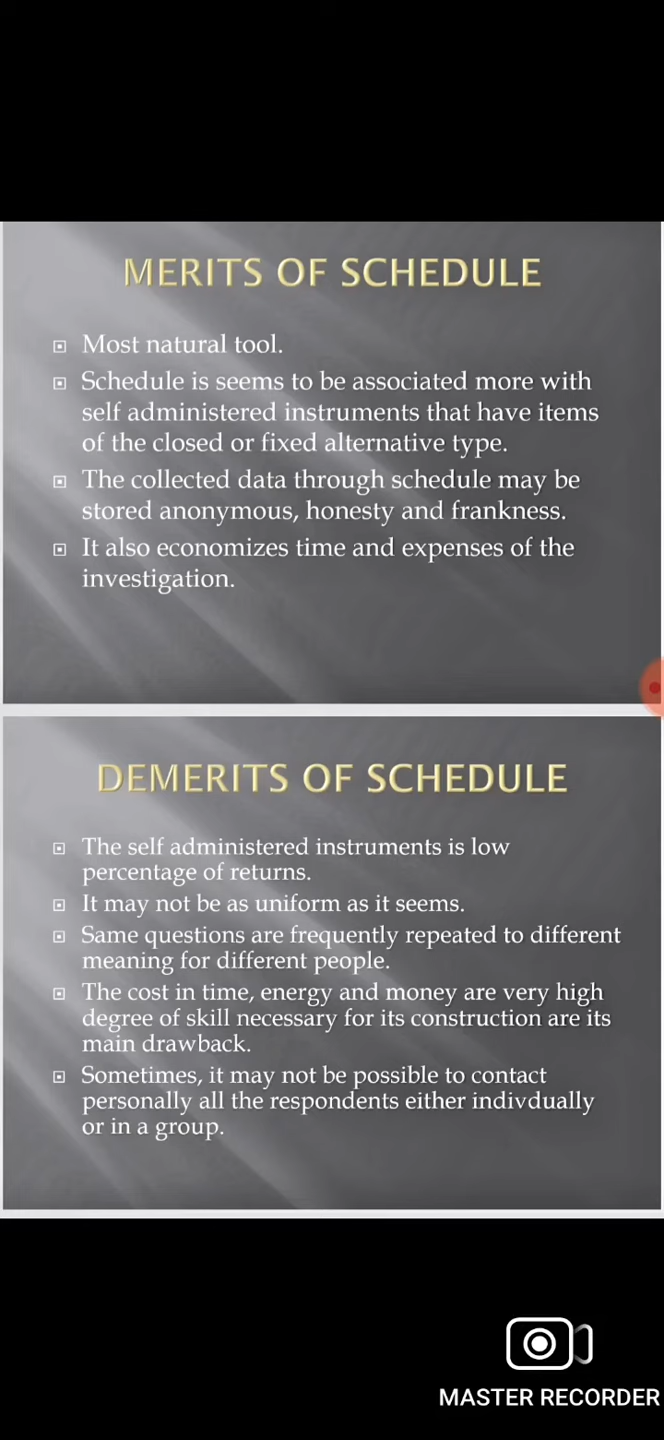 MERITS OF SCHEDULE
Most natural tool.
Schedule is seems to be associated more with
self administered instruments that have items
of the closed or fixed alternative type.
The collected data through schedule may be
stored anonymous, honesty and frankness.
It also economizes time and expenses of the
investigation.
DEMERITS OF SCHEDULE
The self administered instruments is low
percentage of returns.
It may not be as uniform as it seems.
Same questions are frequently repeated to different
meaning for different people.
The cost in time, energy and money are very high
degree of skill necessary for its construction are its
main drawback.
Sometimes, it may not be possible to contact
personally all the respondents either indivdually
or in a group.
MASTER RECORDER